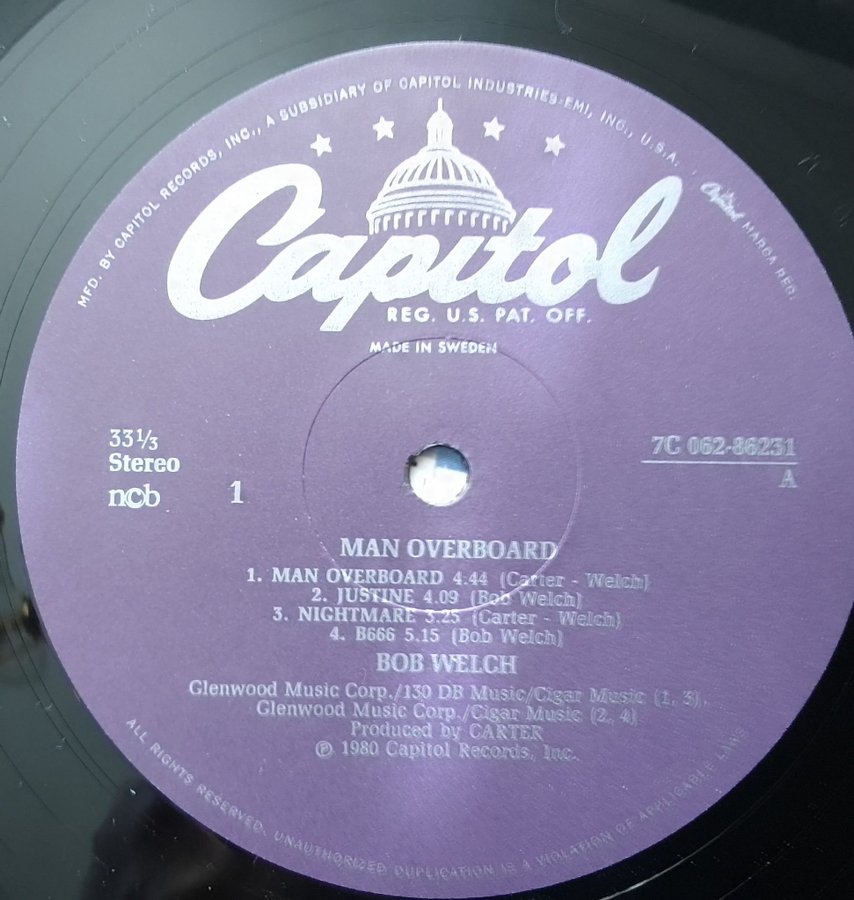 MFD. BY CAPITOL RECORDS, INC., A SUBSIDIARY OF CAPITOL INDUSTRIES-EMI, INC., U.S.A. . Capitol MARCA REG.
Capitol
REG. U.S. PAT. OFF.
MADE IN SWEDEN
33 1/3
Stereo
ncb
1
7C 062-86231
A
MAN OVERBOARD
1. MAN OVERBOARD 4.44 (Carter - Welch)
2. JUSTINE 4.09 (Bob Welch)
3. NIGHTMARE 3.25 (Carter - Welch)
4. B666 5.15 (Bob Welch)
BOB WELCH
Glenwood Music Corp./130 DB Music/Cigar Music (1, 3),
Glenwood Music Corp./Cigar Music (2, 4)
Produced by CARTER
℗ 1980 Capitol Records, Inc.
ALL RIGHTS RESERVED. UNAUTHORIZED DUPLICATION IS A VIOLATION OF APPLICABLE LAWS